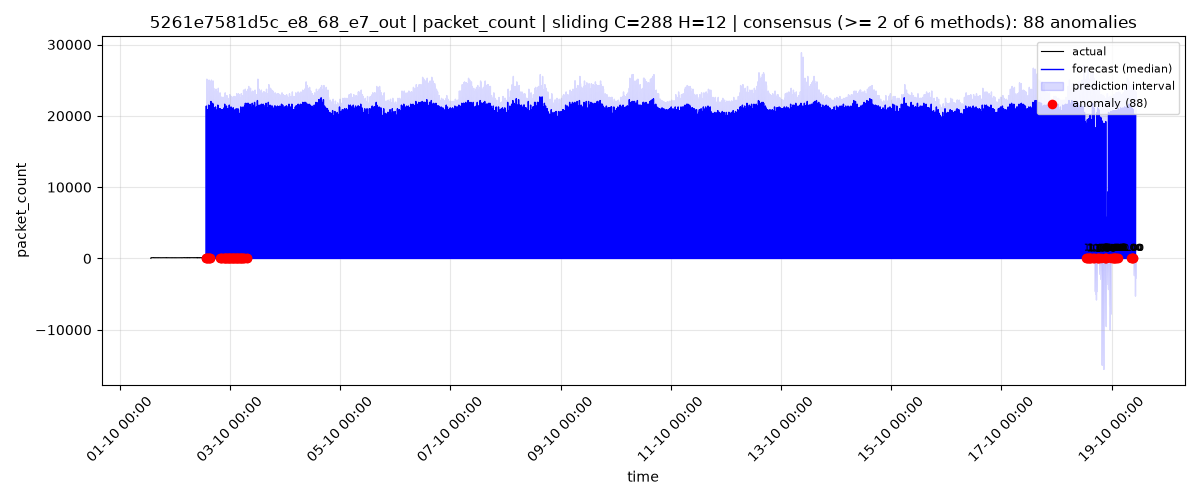 5261e7581d5c_e8_68_e7_out | packet_count | sliding C=288 H=12 | consensus (>= 2 of 6 methods): 88 anomalies
30000
20000
10000
0
−10000
packet_count
actual
forecast (median)
prediction interval
anomaly (88)
01-10 00:00
03-10 00:00
05-10 00:00
07-10 00:00
09-10 00:00
11-10 00:00
13-10 00:00
15-10 00:00
17-10 00:00
19-10 00:00
time